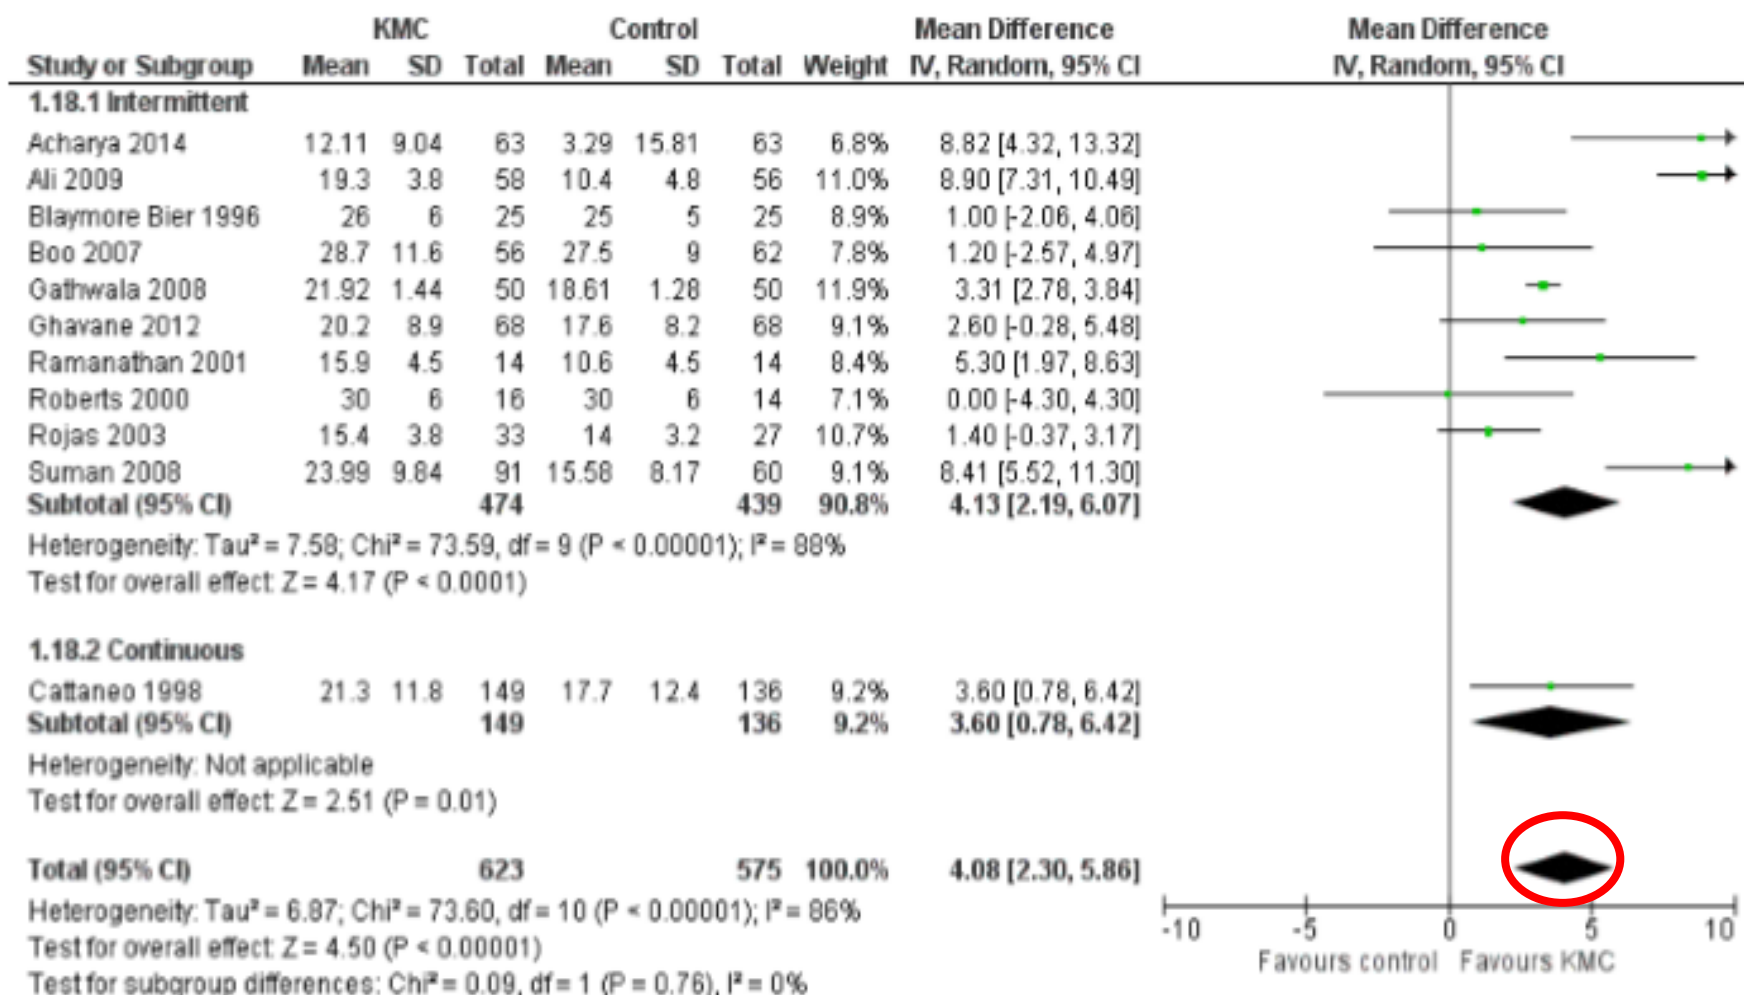 KMC Control Mean Difference Mean Difference
Study or Subgroup Mean SD Total Mean SD Total Weight IV, Random, 95% CI IV, Random, 95% CI
1.18.1 Intermittent
Acharya 2014 12.11 9.04 63 3.29 15.81 63 6.8% 8.82 [4.32, 13.32]
Ali 2009 19.3 3.8 58 10.4 4.8 56 11.0% 8.90 [7.31, 10.49]
Blaymore Bier 1996 26 6 25 25 5 25 8.9% 1.00 [-2.06, 4.06]
Boo 2007 28.7 11.6 56 27.5 9 62 7.8% 1.20 [-2.57, 4.97]
Gathwala 2008 21.92 1.44 50 18.61 1.28 50 11.9% 3.31 [2.78, 3.84]
Ghavane 2012 20.2 8.9 68 17.6 8.2 68 9.1% 2.60 [-0.28, 5.48]
Ramanathan 2001 15.9 4.5 14 10.6 4.5 14 8.4% 5.30 [1.97, 8.63]
Roberts 2000 30 6 16 30 6 14 7.1% 0.00 [-4.30, 4.30]
Rojas 2003 15.4 3.8 33 14 3.2 27 10.7% 1.40 [-0.37, 3.17]
Suman 2008 23.99 9.84 91 15.58 8.17 60 9.1% 8.41 [5.52, 11.30]
Subtotal (95% CI) 474 439 90.8% 4.13 [2.19, 6.07]
Heterogeneity: Tau² = 7.58; Chi² = 73.59, df = 9 (P < 0.00001); I² = 88%
Test for overall effect: Z = 4.17 (P < 0.0001)
1.18.2 Continuous
Cattaneo 1998 21.3 11.8 149 17.7 12.4 136 9.2% 3.60 [0.78, 6.42]
Subtotal (95% CI) 149 136 9.2% 3.60 [0.78, 6.42]
Heterogeneity: Not applicable
Test for overall effect: Z = 2.51 (P = 0.01)
Total (95% CI) 623 575 100.0% 4.08 [2.30, 5.86]
Heterogeneity: Tau² = 6.87; Chi² = 73.60, df = 10 (P < 0.00001); I² = 86%
Test for overall effect: Z = 4.50 (P < 0.00001)
Test for subgroup differences: Chi² = 0.09, df = 1 (P = 0.76), I² = 0%
-10 -5 0 5 10
Favours control Favours KMC